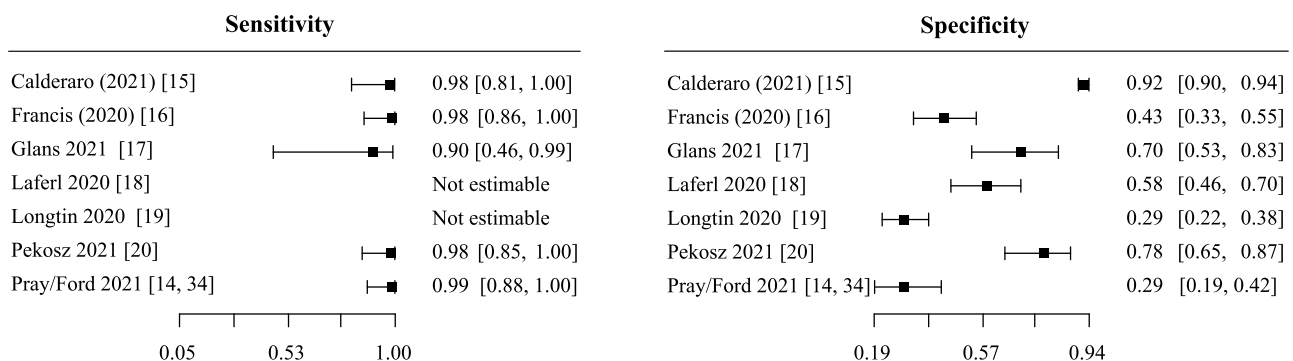 Sensitivity
Calderaro (2021) [15] 0.98 [0.81, 1.00]
Francis (2020) [16] 0.98 [0.86, 1.00]
Glans 2021 [17] 0.90 [0.46, 0.99]
Laferl 2020 [18] Not estimable
Longtin 2020 [19] Not estimable
Pekosz 2021 [20] 0.98 [0.85, 1.00]
Pray/Ford 2021 [14, 34] 0.99 [0.88, 1.00]
0.05 0.53 1.00
Specificity
Calderaro (2021) [15] 0.92 [0.90, 0.94]
Francis (2020) [16] 0.43 [0.33, 0.55]
Glans 2021 [17] 0.70 [0.53, 0.83]
Laferl 2020 [18] 0.58 [0.46, 0.70]
Longtin 2020 [19] 0.29 [0.22, 0.38]
Pekosz 2021 [20] 0.78 [0.65, 0.87]
Pray/Ford 2021 [14, 34] 0.29 [0.19, 0.42]
0.19 0.57 0.94